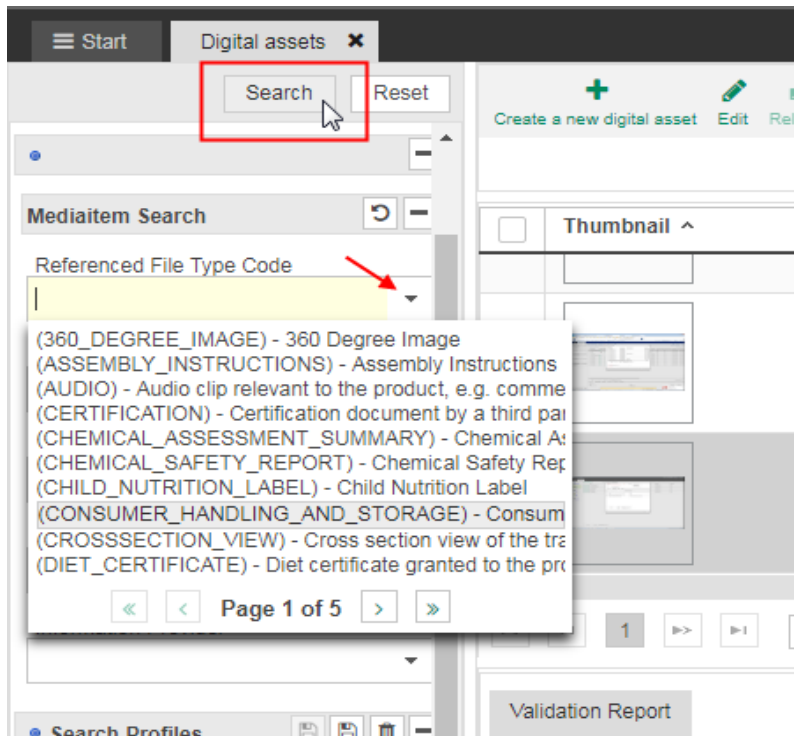 Start
Digital assets
Search
Reset
Create a new digital asset
Edit
Mediaitem Search
Thumbnail
Referenced File Type Code
(360_DEGREE_IMAGE) - 360 Degree Image
(ASSEMBLY_INSTRUCTIONS) - Assembly Instructions
(AUDIO) - Audio clip relevant to the product, e.g. comme
(CERTIFICATION) - Certification document by a third par
(CHEMICAL_ASSESSMENT_SUMMARY) - Chemical As
(CHEMICAL_SAFETY_REPORT) - Chemical Safety Rep
(CHILD_NUTRITION_LABEL) - Child Nutrition Label
(CONSUMER_HANDLING_AND_STORAGE) - Consum
(CROSSSECTION_VIEW) - Cross section view of the tra
(DIET_CERTIFICATE) - Diet certificate granted to the pro
Page 1 of 5
1
Validation Report
Search Profiles